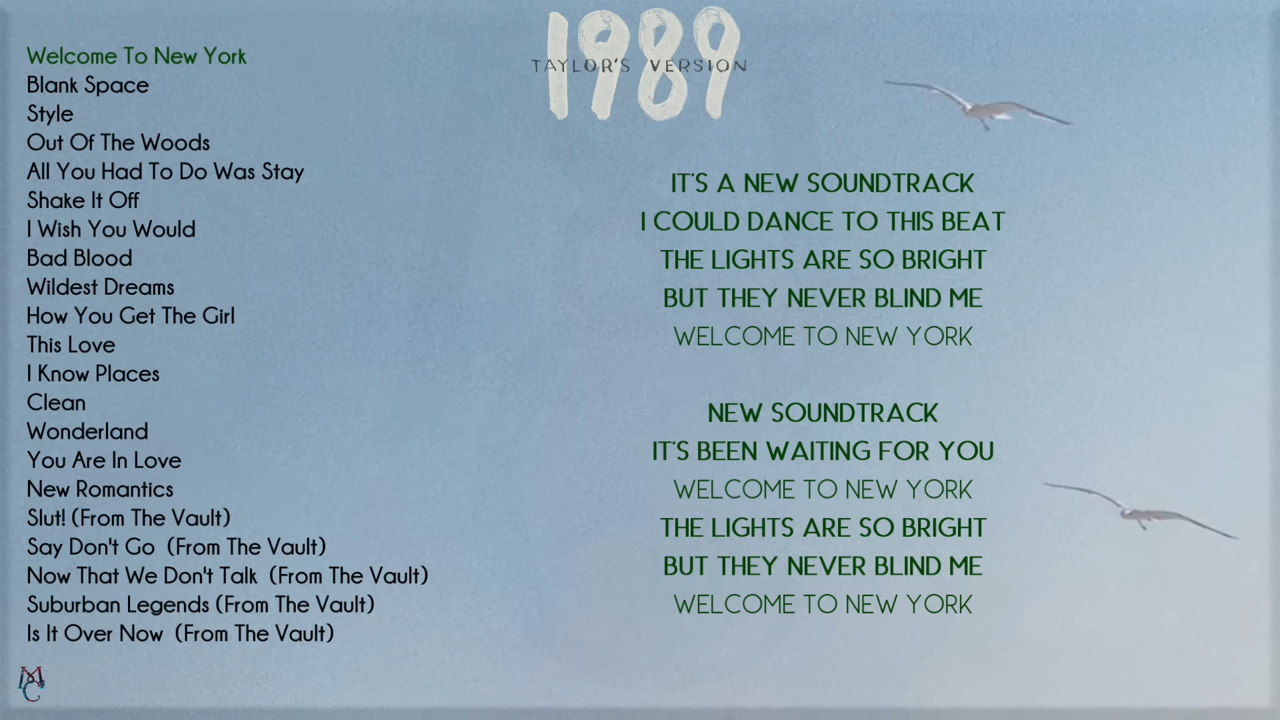 1989
TAYLOR'S VERSION
Welcome To New York
Blank Space
Style
Out Of The Woods
All You Had To Do Was Stay
Shake It Off
I Wish You Would
Bad Blood
Wildest Dreams
How You Get The Girl
This Love
I Know Places
Clean
Wonderland
You Are In Love
New Romantics
Slut! (From The Vault)
Say Don't Go (From The Vault)
Now That We Don't Talk (From The Vault)
Suburban Legends (From The Vault)
Is It Over Now (From The Vault)
MC
IT'S A NEW SOUNDTRACK
I COULD DANCE TO THIS BEAT
THE LIGHTS ARE SO BRIGHT
BUT THEY NEVER BLIND ME
WELCOME TO NEW YORK
NEW SOUNDTRACK
IT'S BEEN WAITING FOR YOU
WELCOME TO NEW YORK
THE LIGHTS ARE SO BRIGHT
BUT THEY NEVER BLIND ME
WELCOME TO NEW YORK